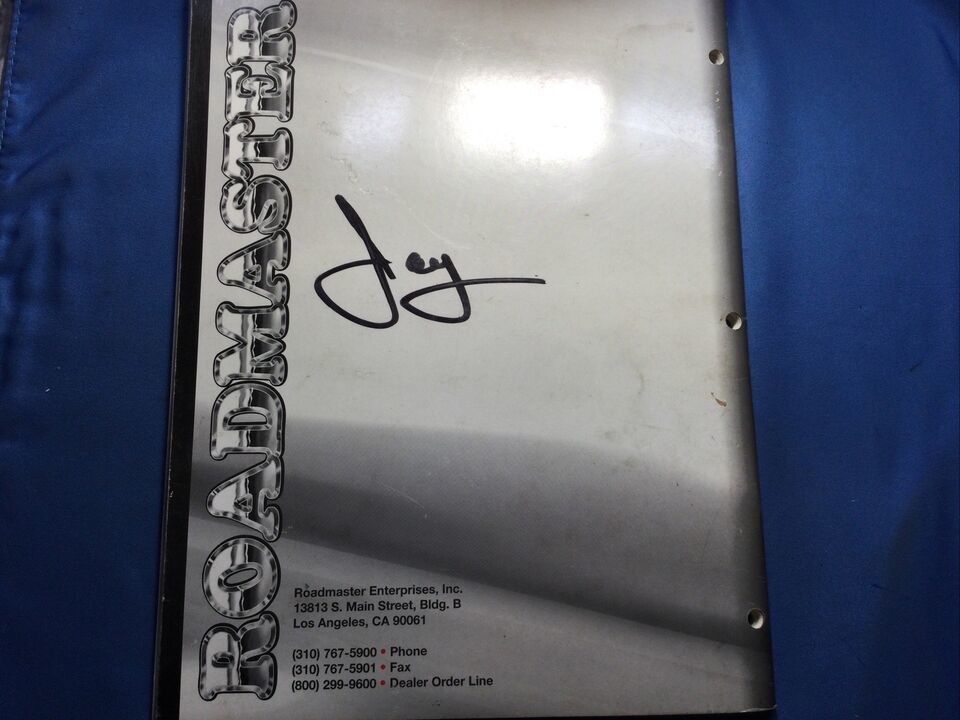 ROADMASTER
Jay
Roadmaster Enterprises, Inc.
13813 S. Main Street, Bldg. B
Los Angeles, CA 90061
(310) 767-5900 • Phone
(310) 767-5901 • Fax
(800) 299-9600 • Dealer Order Line